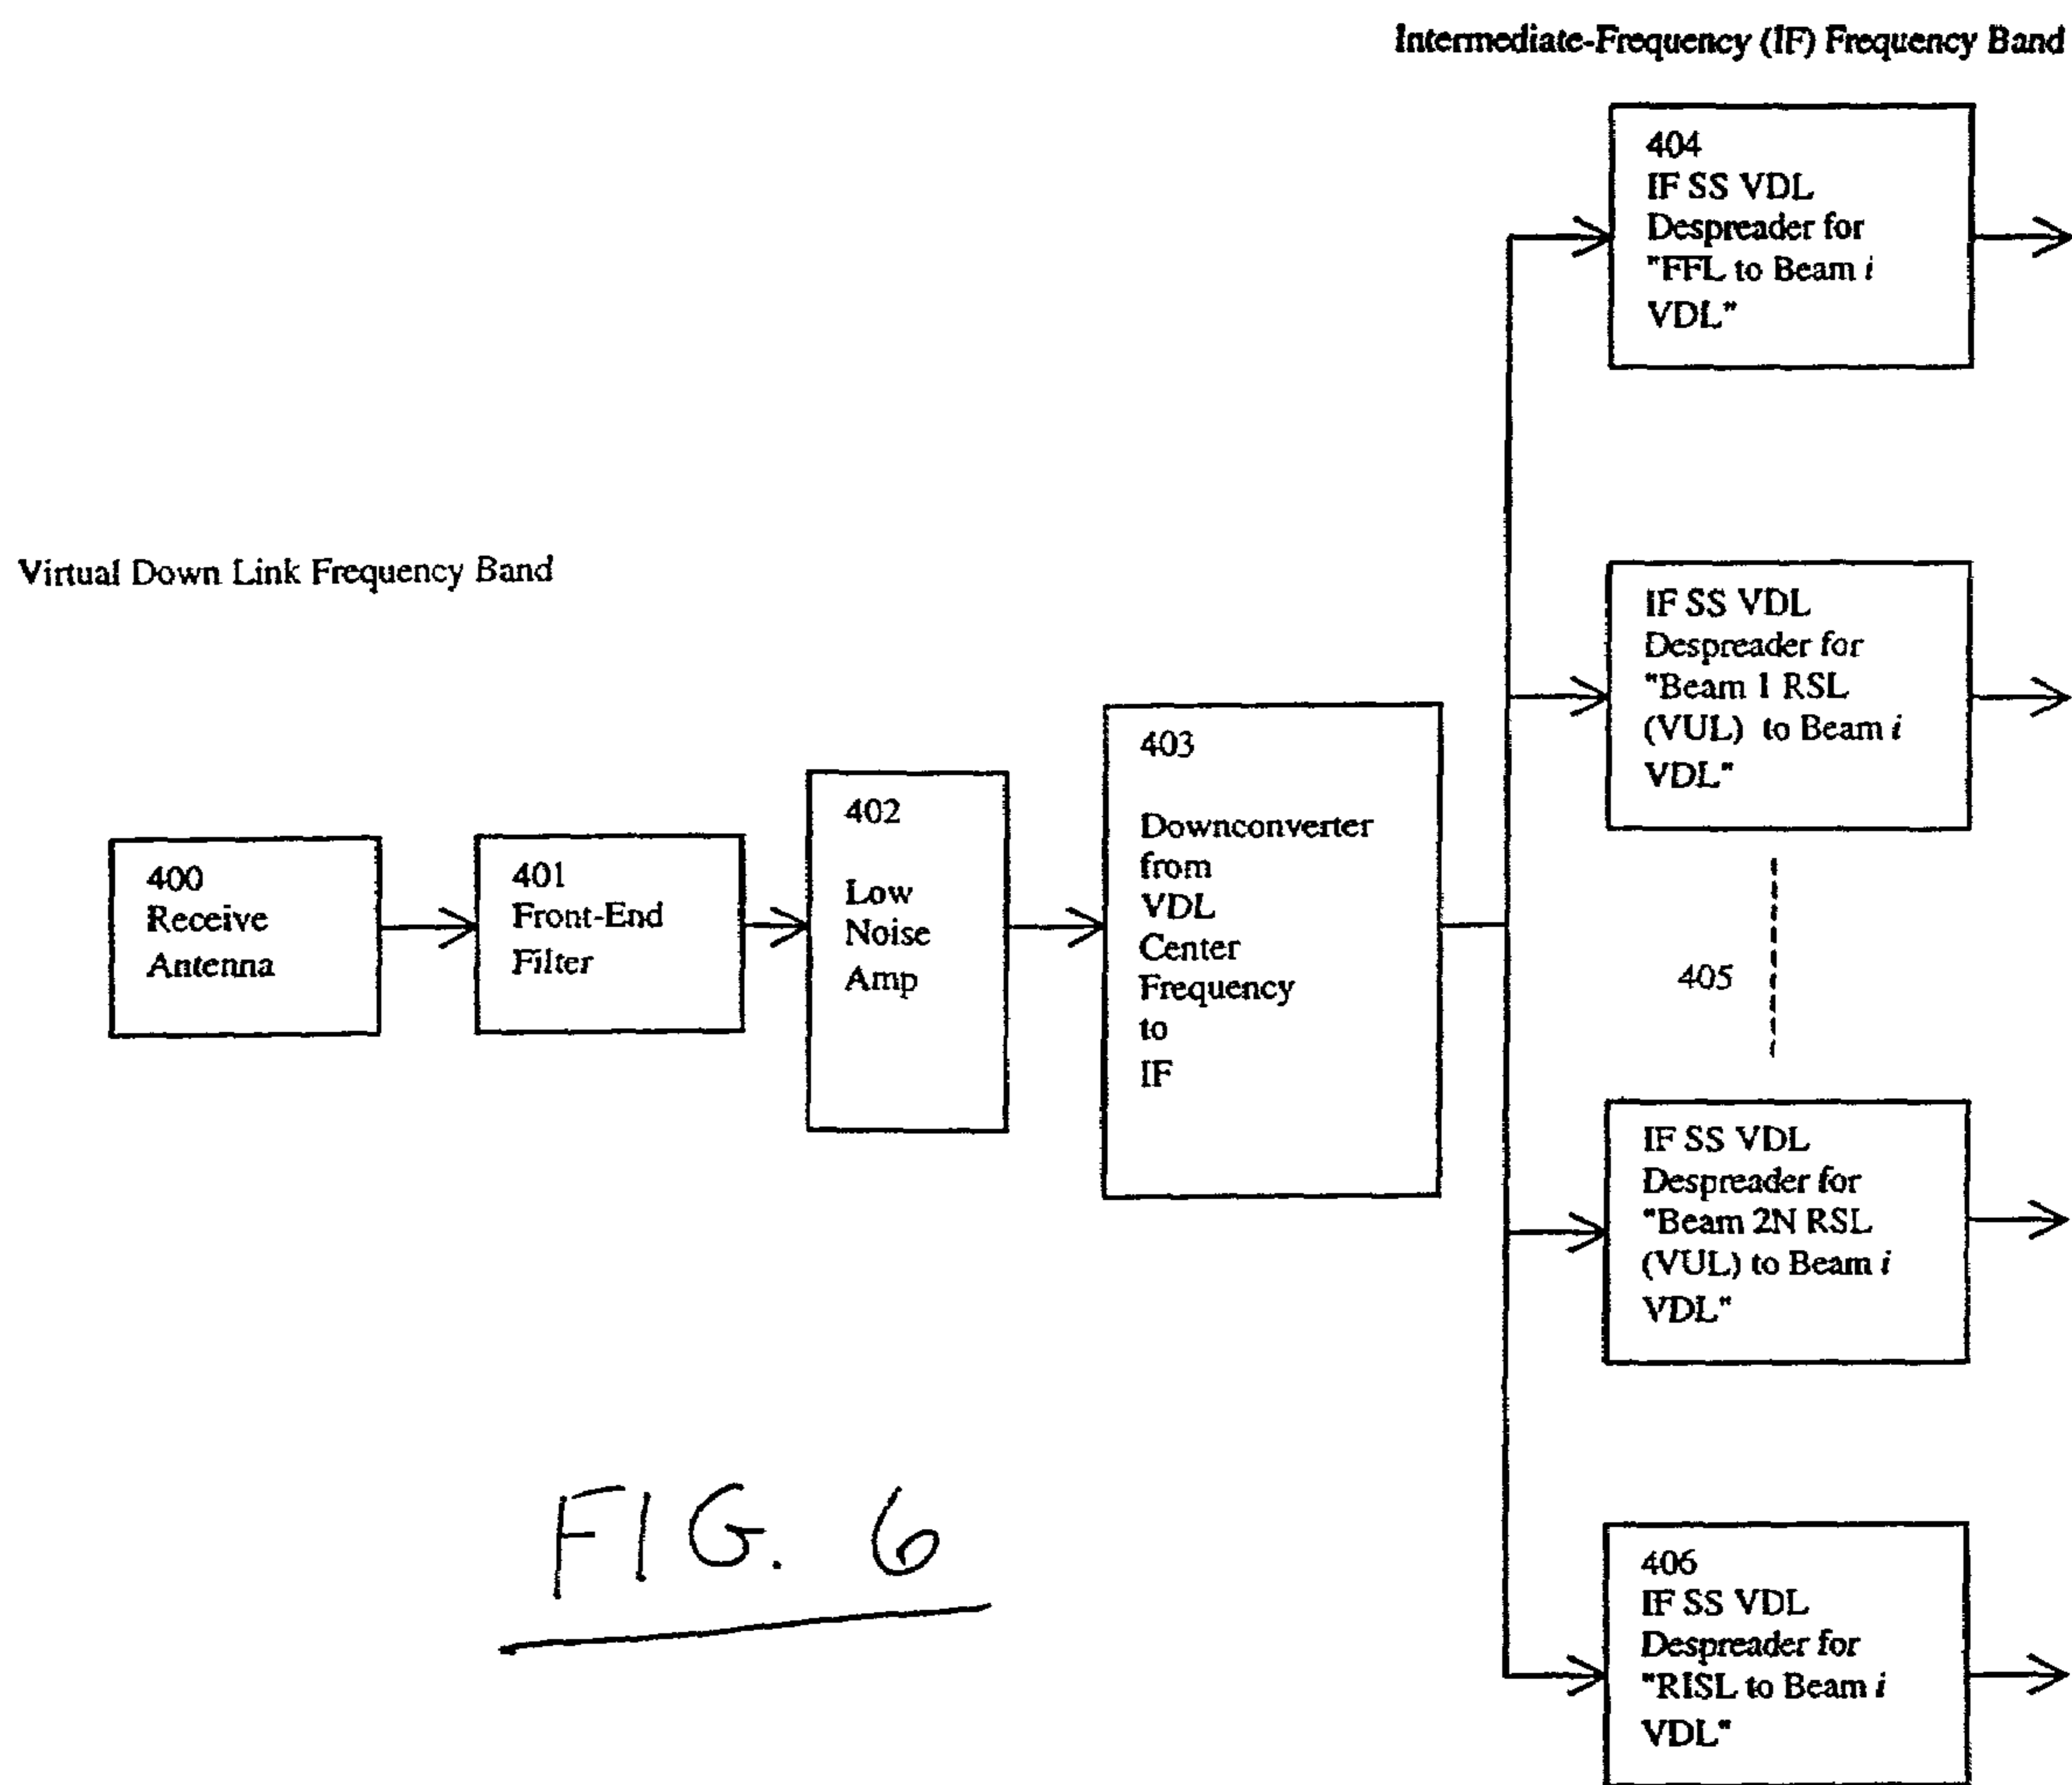 Intermediate-Frequency (IF) Frequency Band
404
IF SS VDL
Despreader for
"FFL to Beam i
VDL"
Virtual Down Link Frequency Band
IF SS VDL
Despreader for
"Beam 1 RSL
(VUL) to Beam i
VDL"
400
Receive
Antenna
401
Front-End
Filter
402
Low
Noise
Amp
403
Downconverter
from
VDL
Center
Frequency
to
IF
405
IF SS VDL
Despreader for
"Beam 2N RSL
(VUL) to Beam i
VDL"
406
IF SS VDL
Despreader for
"RISL to Beam i
VDL"
FIG. 6